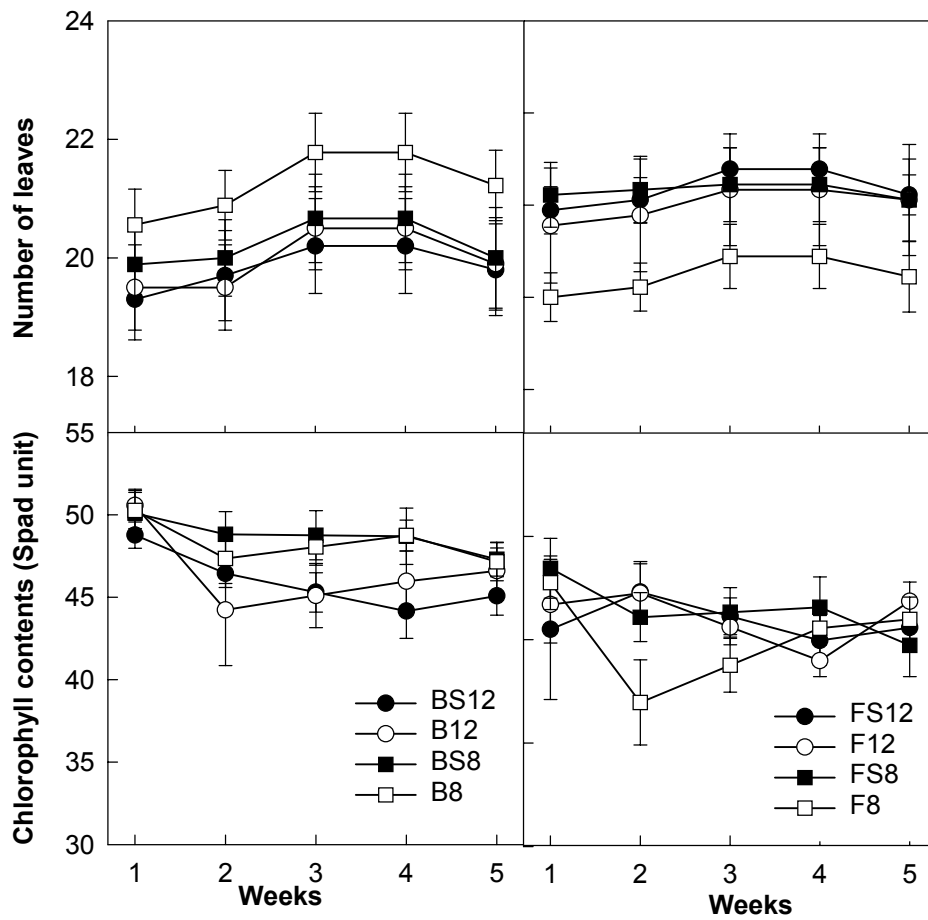 Number of leaves
24
22
20
18
Chlorophyll contents (Spad unit)
55
50
45
40
35
30
BS12
B12
BS8
B8
FS12
F12
FS8
F8
1 2 3 4 5
1 2 3 4 5
Weeks
Weeks